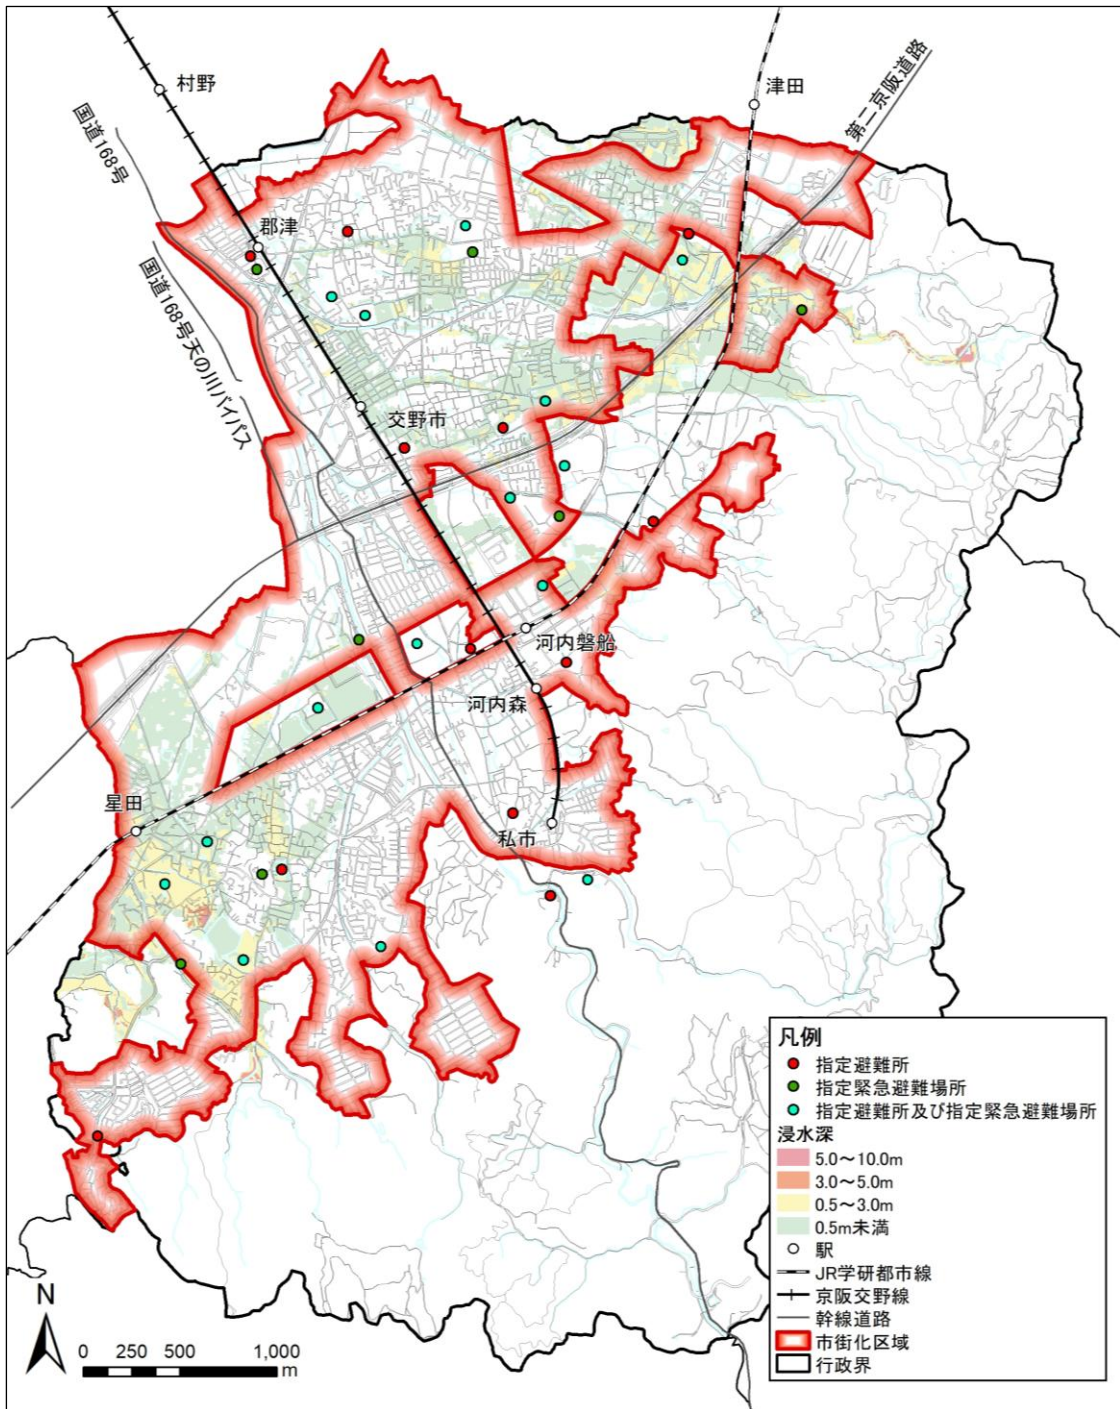 村野
津田
第二京阪道路
国道168号
郡津
国道168号天の川バイパス
交野市
河内磐船
河内森
星田
私市
凡例
指定避難所
指定緊急避難場所
指定避難所及び指定緊急避難場所
浸水深
5.0～10.0m
3.0～5.0m
0.5～3.0m
0.5m未満
駅
JR学研都市線
京阪交野線
幹線道路
市街化区域
行政界
N
0 250 500 1,000
m